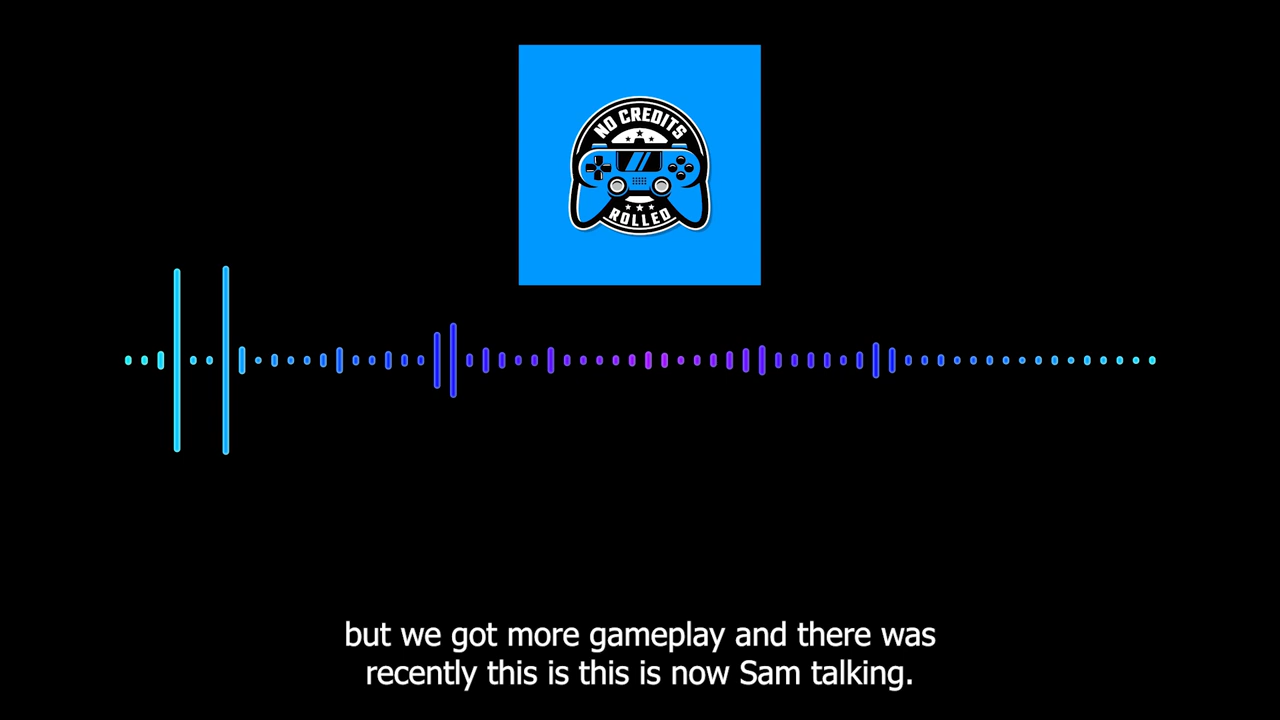 NO CREDITS
ROLLED
but we got more gameplay and there was
recently this is this is now Sam talking.